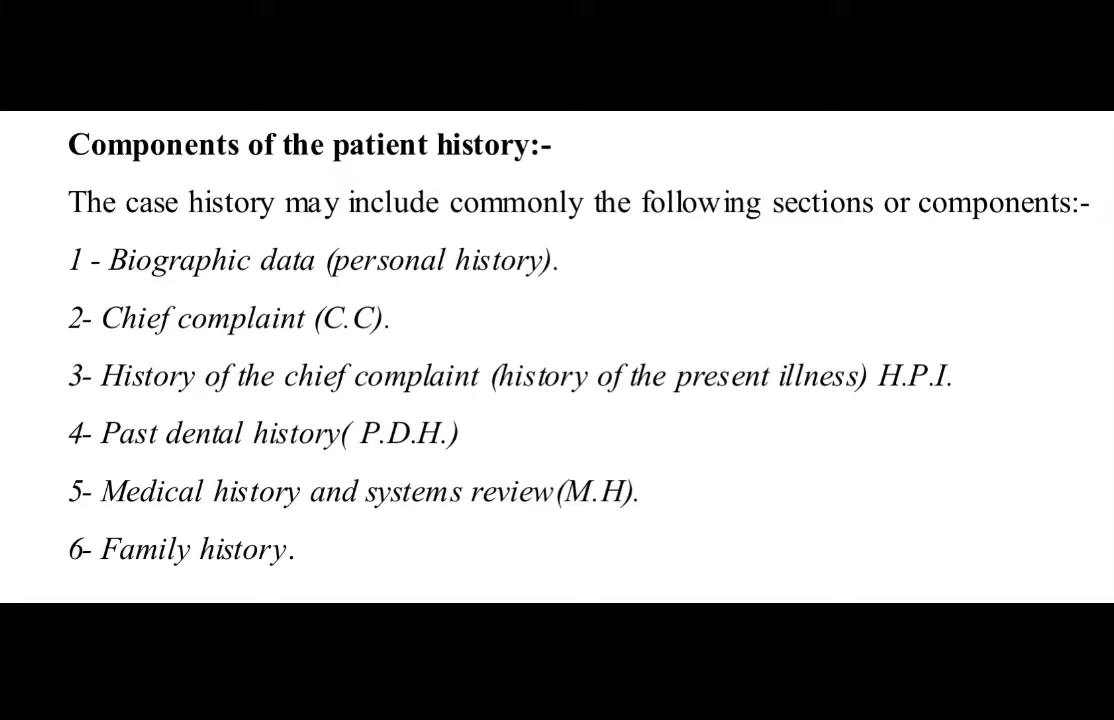 Components of the patient history:-
The case history may include commonly the following sections or components:-
1 - Biographic data (personal history).
2- Chief complaint (C.C).
3- History of the chief complaint (history of the present illness) H.P.I.
4- Past dental history( P.D.H.)
5- Medical history and systems review(M.H).
6- Family history.